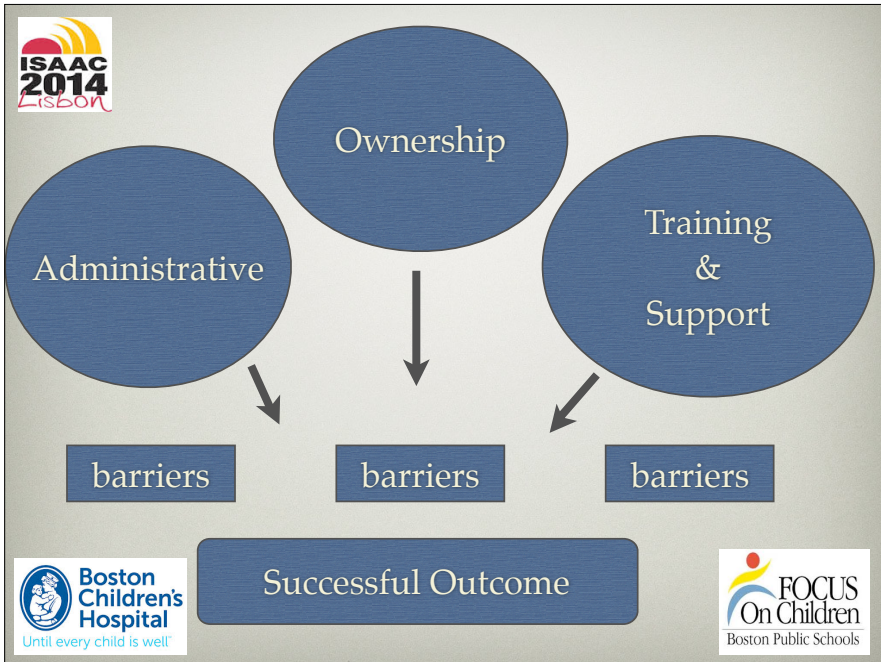 ISAAC
2014
Lisbon
Ownership
Administrative
Training
&
Support
barriers
barriers
barriers
Successful Outcome
Boston
Children's
Hospital
Until every child is well™
FOCUS
On Children
Boston Public Schools